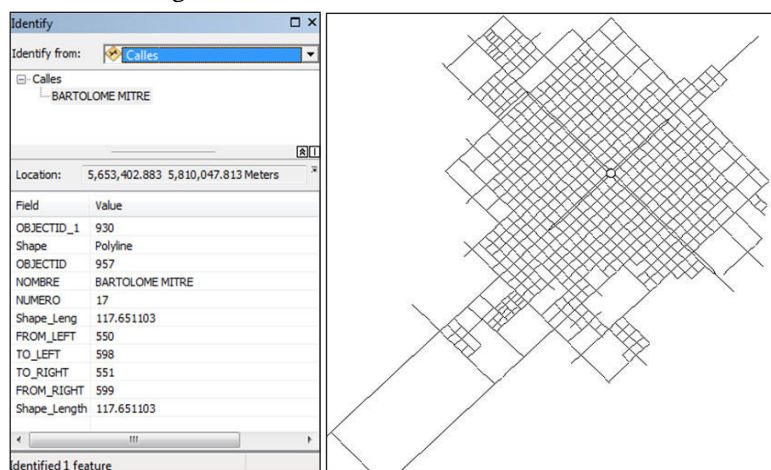 Identify
Identify from: Calles
Calles
BARTOLOME MITRE
Location: 5,653,402.883 5,810,047.813 Meters
Field Value
OBJECTID_1 930
Shape Polyline
OBJECTID 957
NOMBRE BARTOLOME MITRE
NUMERO 17
Shape_Leng 117.651103
FROM_LEFT 550
TO_LEFT 598
TO_RIGHT 551
FROM_RIGHT 599
Shape_Length 117.651103
Identified 1 feature